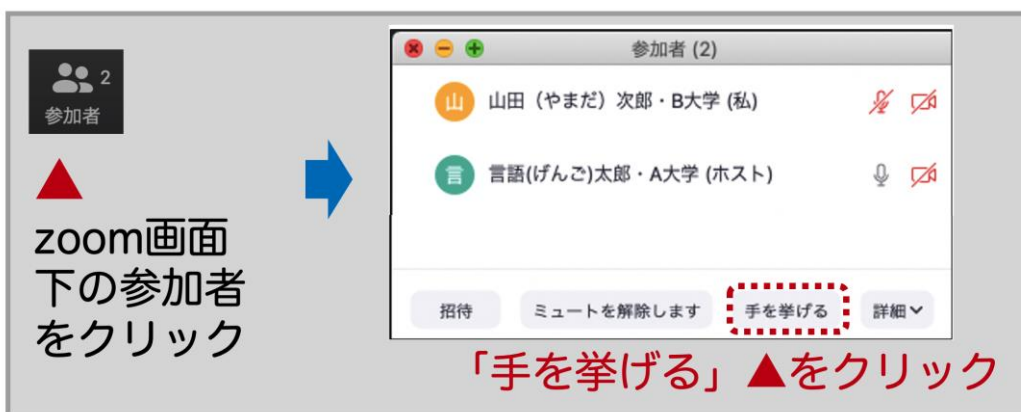 2
参加者
▲
zoom画面
下の参加者
をクリック
参加者 (2)
山 山田（やまだ）次郎・B大学 (私)
言 言語(げんご)太郎・A大学 (ホスト)
招待 ミュートを解除します 手を挙げる 詳細
「手を挙げる」▲をクリック